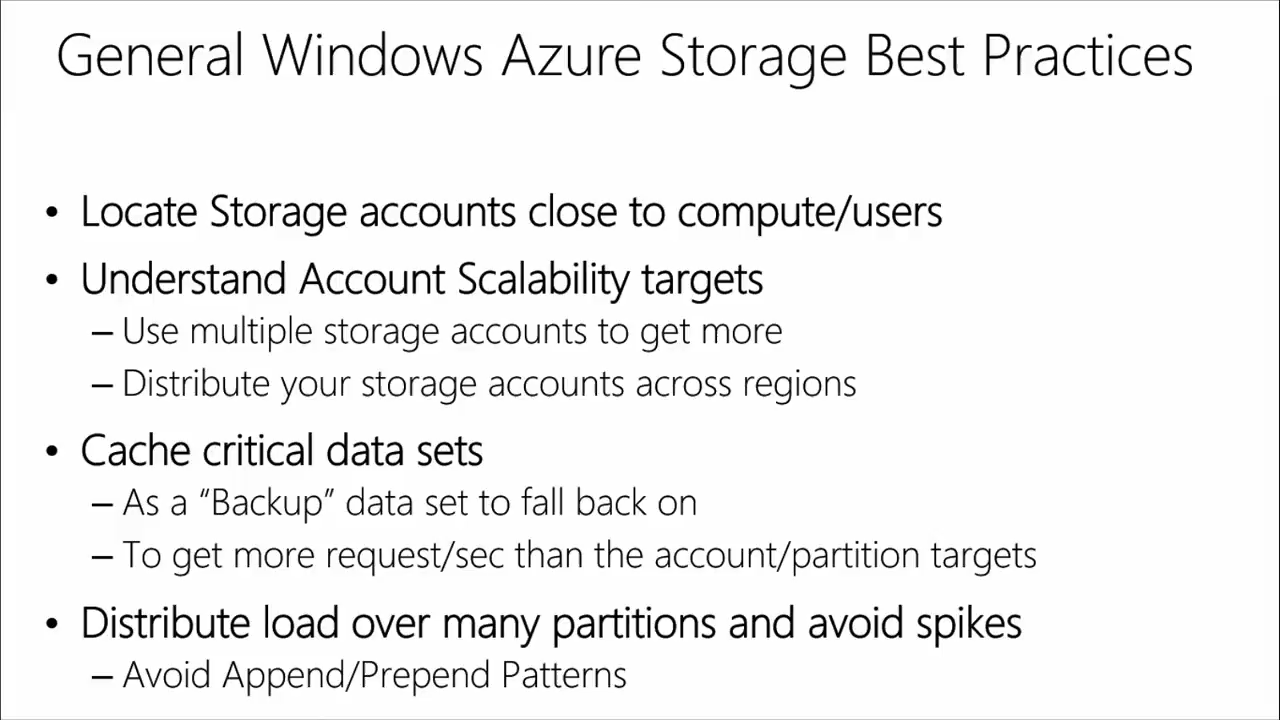 General Windows Azure Storage Best Practices
• Locate Storage accounts close to compute/users
• Understand Account Scalability targets
– Use multiple storage accounts to get more
– Distribute your storage accounts across regions
• Cache critical data sets
– As a “Backup” data set to fall back on
– To get more request/sec than the account/partition targets
• Distribute load over many partitions and avoid spikes
– Avoid Append/Prepend Patterns